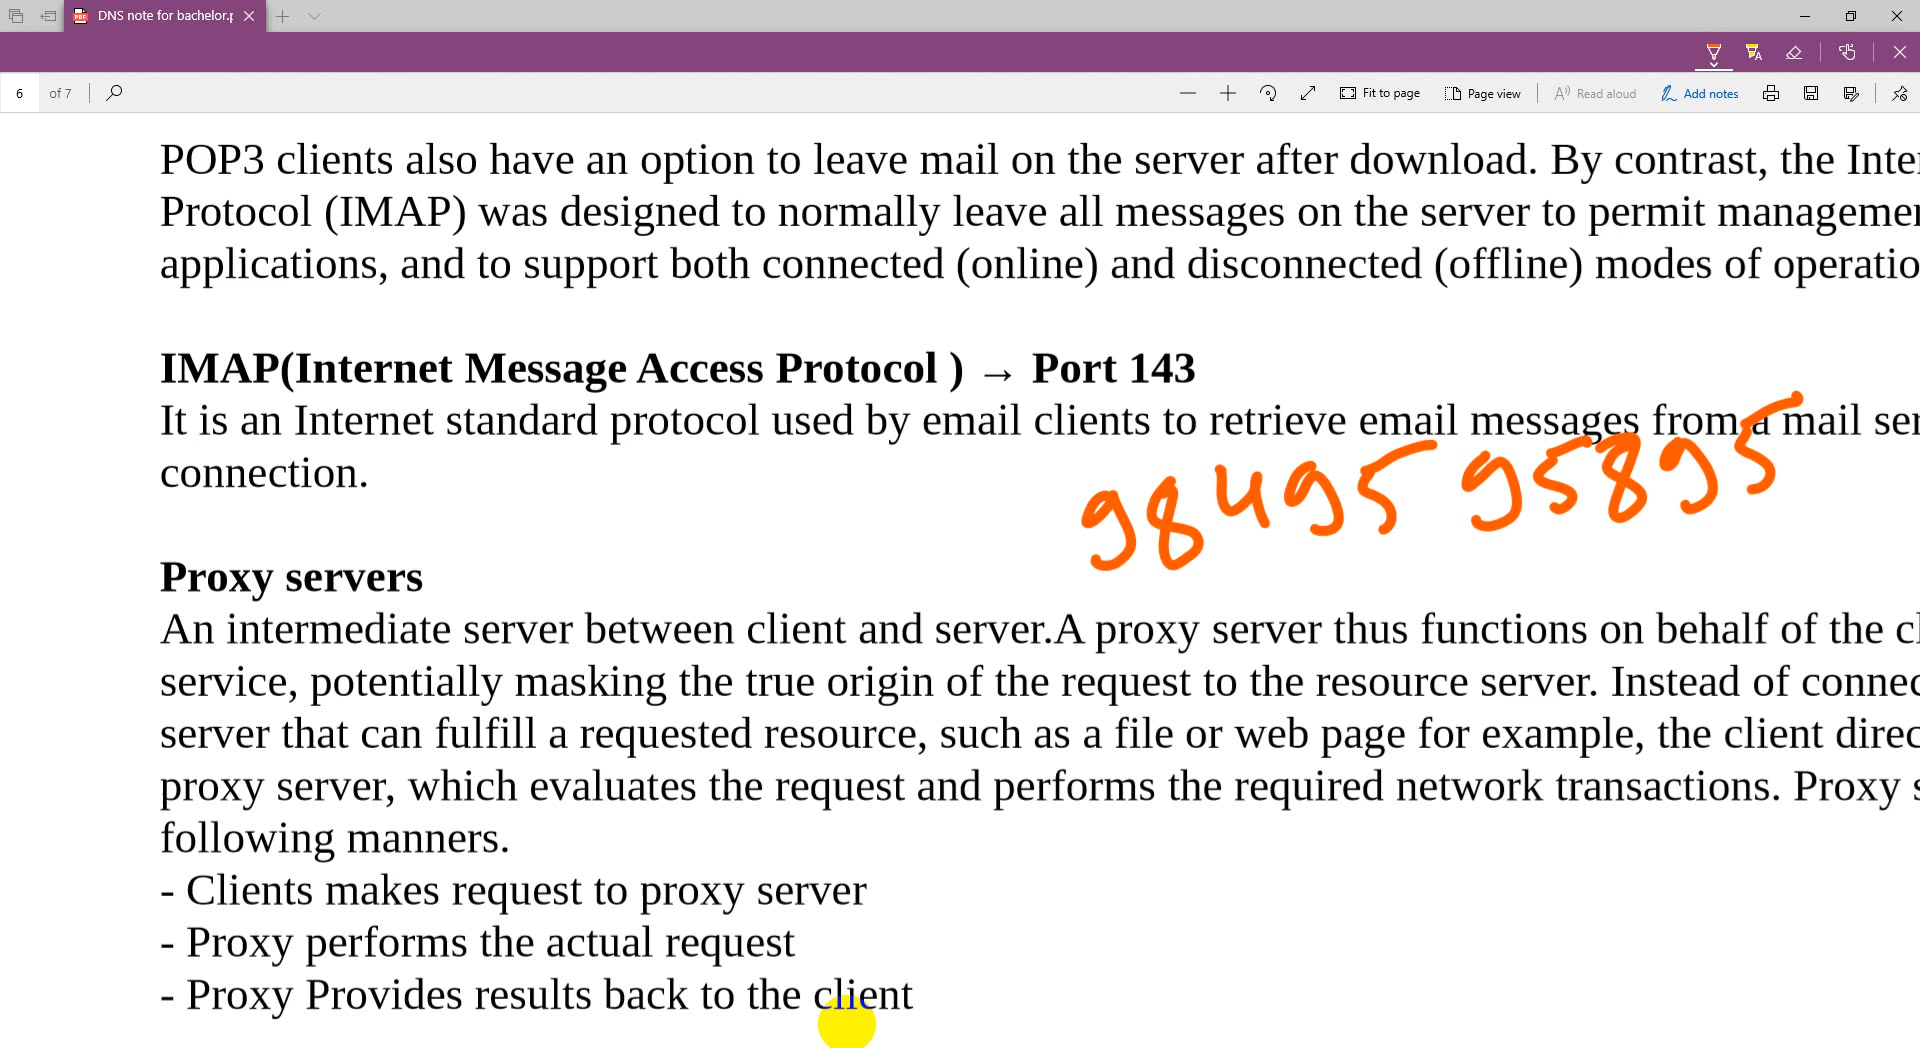 DNS note for bachelor.p
6 of 7 Fit to page Page view Read aloud Add notes
POP3 clients also have an option to leave mail on the server after download. By contrast, the Inte
Protocol (IMAP) was designed to normally leave all messages on the server to permit manageme
applications, and to support both connected (online) and disconnected (offline) modes of operatio
IMAP(Internet Message Access Protocol ) → Port 143
It is an Internet standard protocol used by email clients to retrieve email messages from a mail ser
connection.
9849595895
Proxy servers
An intermediate server between client and server.A proxy server thus functions on behalf of the cl
service, potentially masking the true origin of the request to the resource server. Instead of connec
server that can fulfill a requested resource, such as a file or web page for example, the client direc
proxy server, which evaluates the request and performs the required network transactions. Proxy s
following manners.
- Clients makes request to proxy server
- Proxy performs the actual request
- Proxy Provides results back to the client